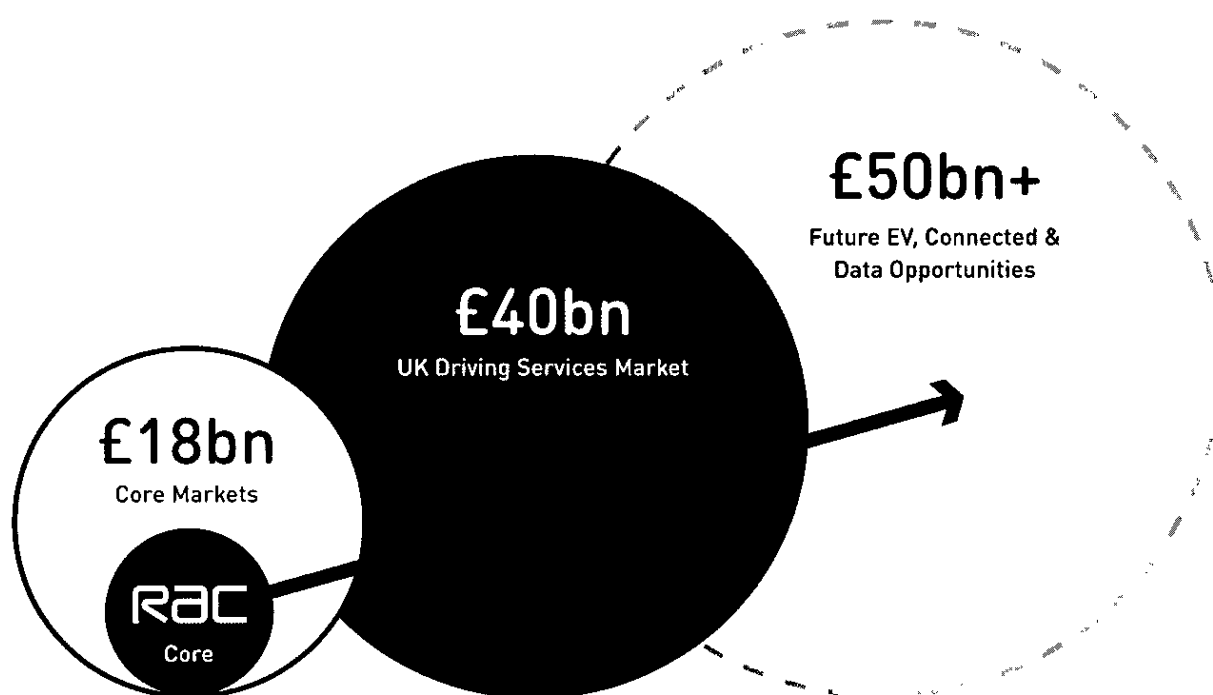 £50bn+
Future EV, Connected &
Data Opportunities
£40bn
UK Driving Services Market
£18bn
Core Markets
RAC
Core